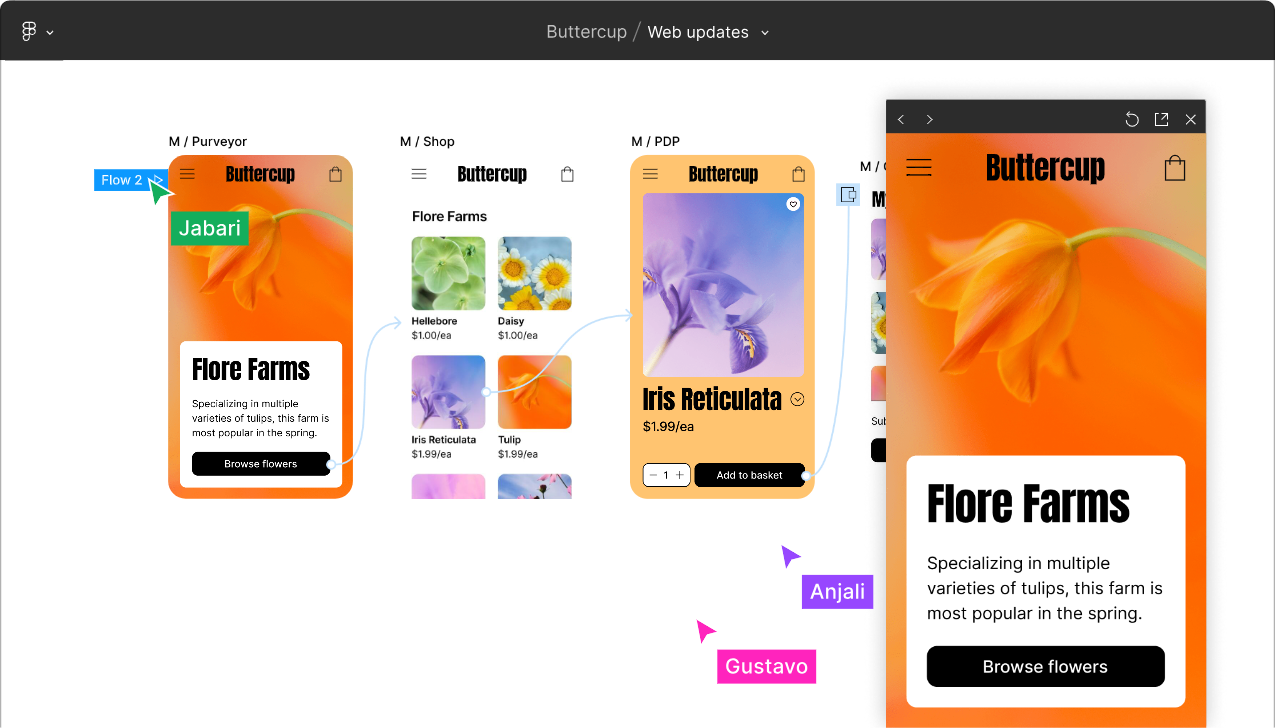 Buttercup / Web updates
M / Purveyor
Flow 2
Buttercup
Jabari
Flore Farms
Specializing in multiple
varieties of tulips, this farm is
most popular in the spring.
Browse flowers
M / Shop
Buttercup
Flore Farms
Hellebore
$1.00/ea
Daisy
$1.00/ea
Iris Reticulata
$1.99/ea
Tulip
$1.99/ea
M / PDP
Buttercup
Iris Reticulata
$1.99/ea
1
Add to basket
M /
Anjali
Gustavo
Buttercup
Flore Farms
Specializing in multiple
varieties of tulips, this farm is
most popular in the spring.
Browse flowers